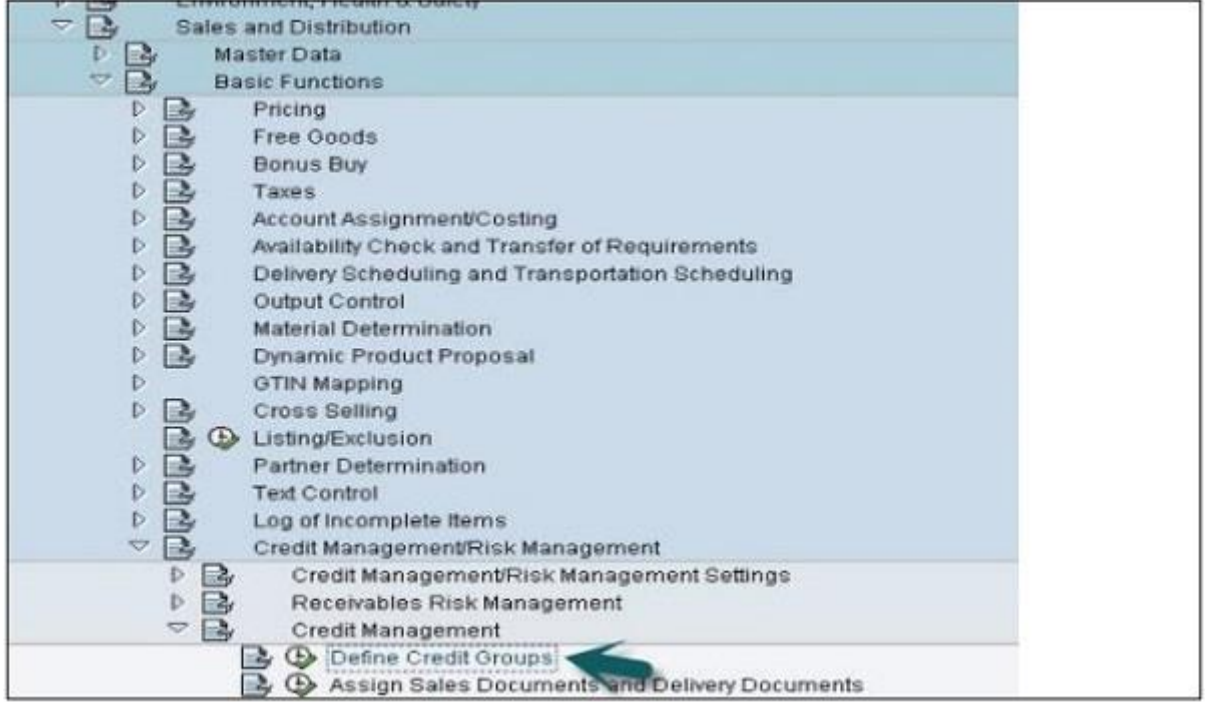 Environment, Health & Safety
Sales and Distribution
Master Data
Basic Functions
Pricing
Free Goods
Bonus Buy
Taxes
Account Assignment/Costing
Availability Check and Transfer of Requirements
Delivery Scheduling and Transportation Scheduling
Output Control
Material Determination
Dynamic Product Proposal
GTIN Mapping
Cross Selling
Listing/Exclusion
Partner Determination
Text Control
Log of Incomplete Items
Credit Management/Risk Management
Credit Management/Risk Management Settings
Receivables Risk Management
Credit Management
Define Credit Groups
Assign Sales Documents and Delivery Documents